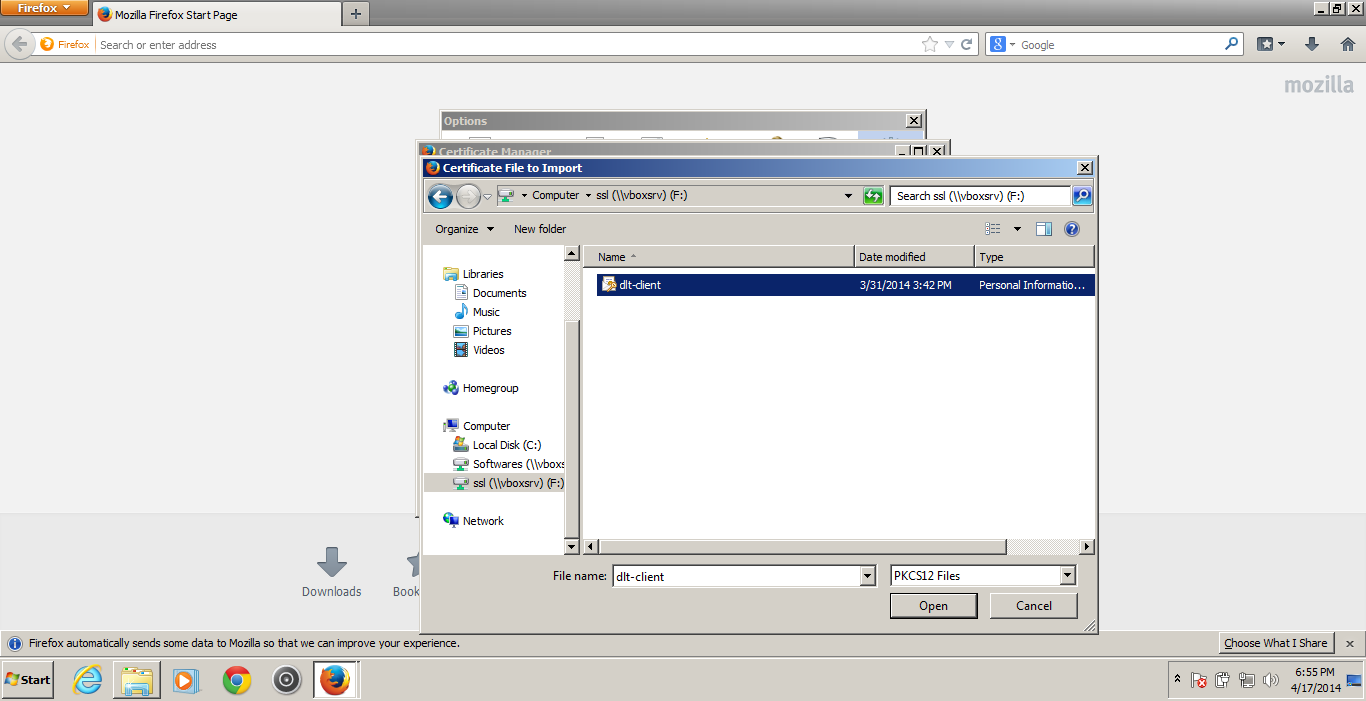 Firefox
Mozilla Firefox Start Page
Firefox Search or enter address
Google
mozilla
Options
Certificate Manager
Certificate File to Import
Computer ssl (\\vboxsrv) (F:)
Search ssl (\\vboxsrv) (F:)
Organize New folder
Name Date modified Type
dlt-client 3/31/2014 3:42 PM Personal Informatio...
Libraries
Documents
Music
Pictures
Videos
Homegroup
Computer
Local Disk (C:)
Softwares (\\vboxs
ssl (\\vboxsrv) (F:)
Network
File name: dlt-client PKCS12 Files
Open Cancel
Downloads
Book
Firefox automatically sends some data to Mozilla so that we can improve your experience.
Choose What I Share
Start
6:55 PM
4/17/2014